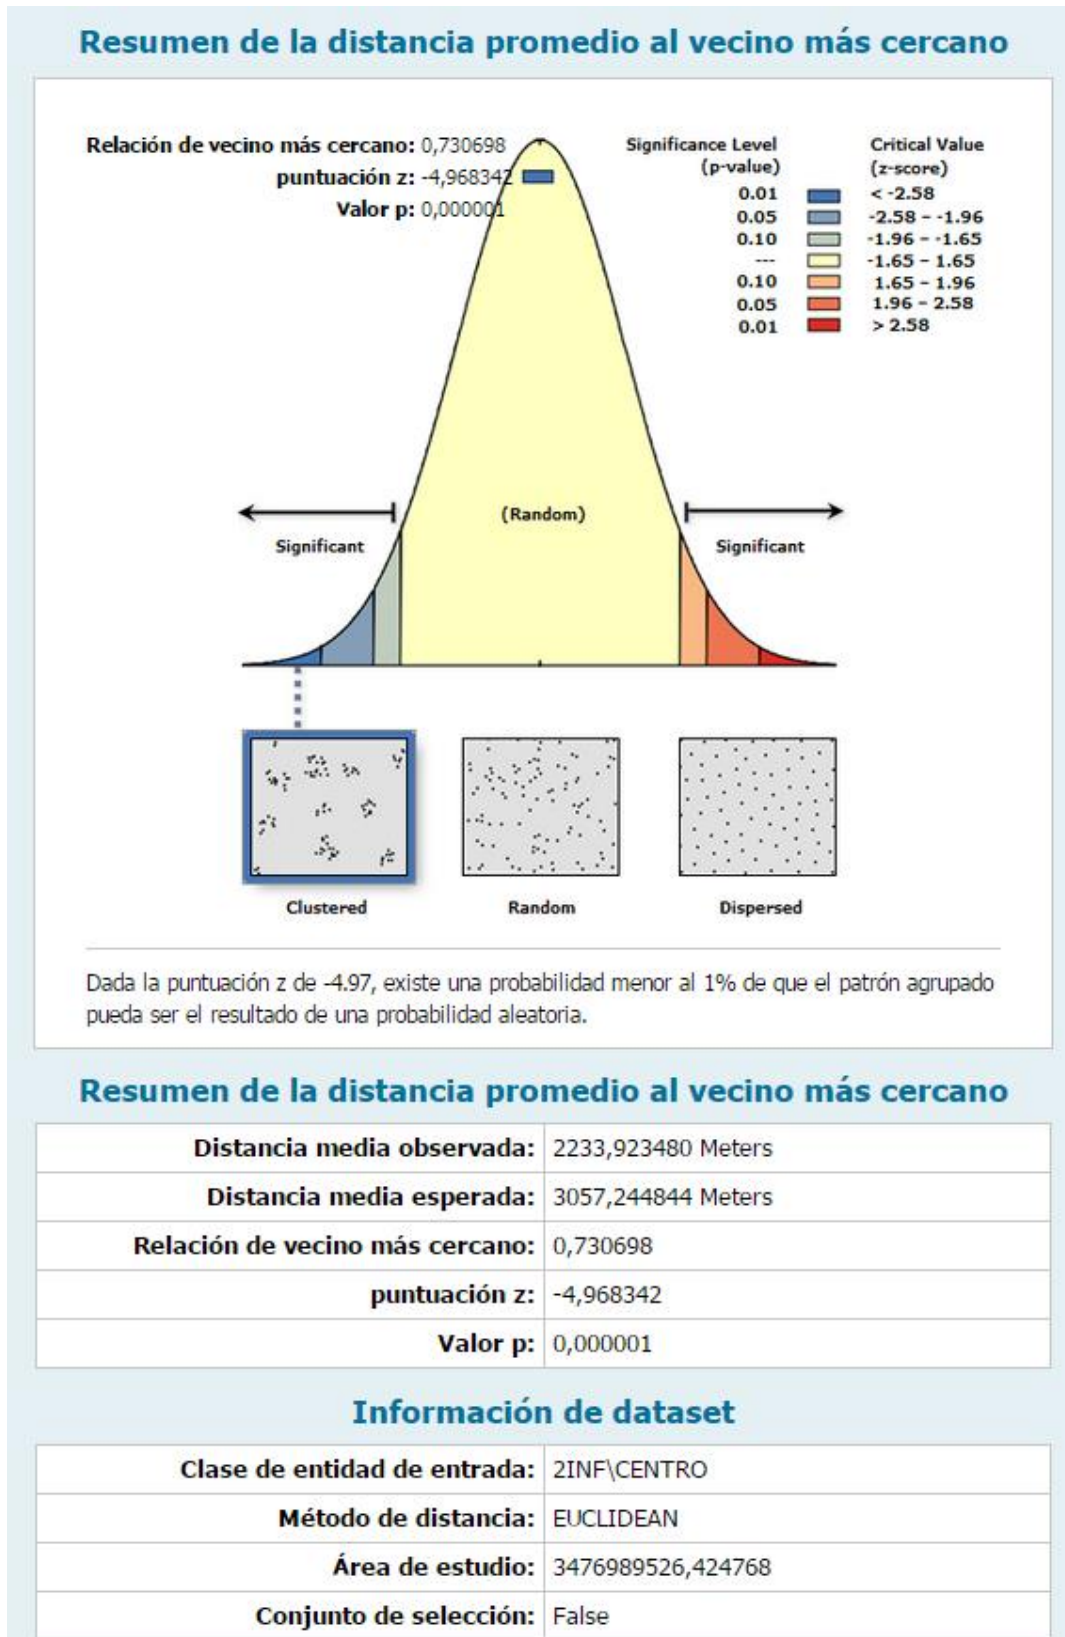 Resumen de la distancia promedio al vecino más cercano
Relación de vecino más cercano: 0,730698
puntuación z: -4,968342
Valor p: 0,000001
Significance Level (p-value)
Critical Value (z-score)
0.01 < -2.58
0.05 -2.58 – -1.96
0.10 -1.96 – -1.65
--- -1.65 – 1.65
0.10 1.65 – 1.96
0.05 1.96 – 2.58
0.01 > 2.58
(Random)
Significant
Significant
Clustered
Random
Dispersed
Dada la puntuación z de -4.97, existe una probabilidad menor al 1% de que el patrón agrupado
pueda ser el resultado de una probabilidad aleatoria.
Resumen de la distancia promedio al vecino más cercano
Distancia media observada: 2233,923480 Meters
Distancia media esperada: 3057,244844 Meters
Relación de vecino más cercano: 0,730698
puntuación z: -4,968342
Valor p: 0,000001
Información de dataset
Clase de entidad de entrada: 2INF\CENTRO
Método de distancia: EUCLIDEAN
Área de estudio: 3476989526,424768
Conjunto de selección: False